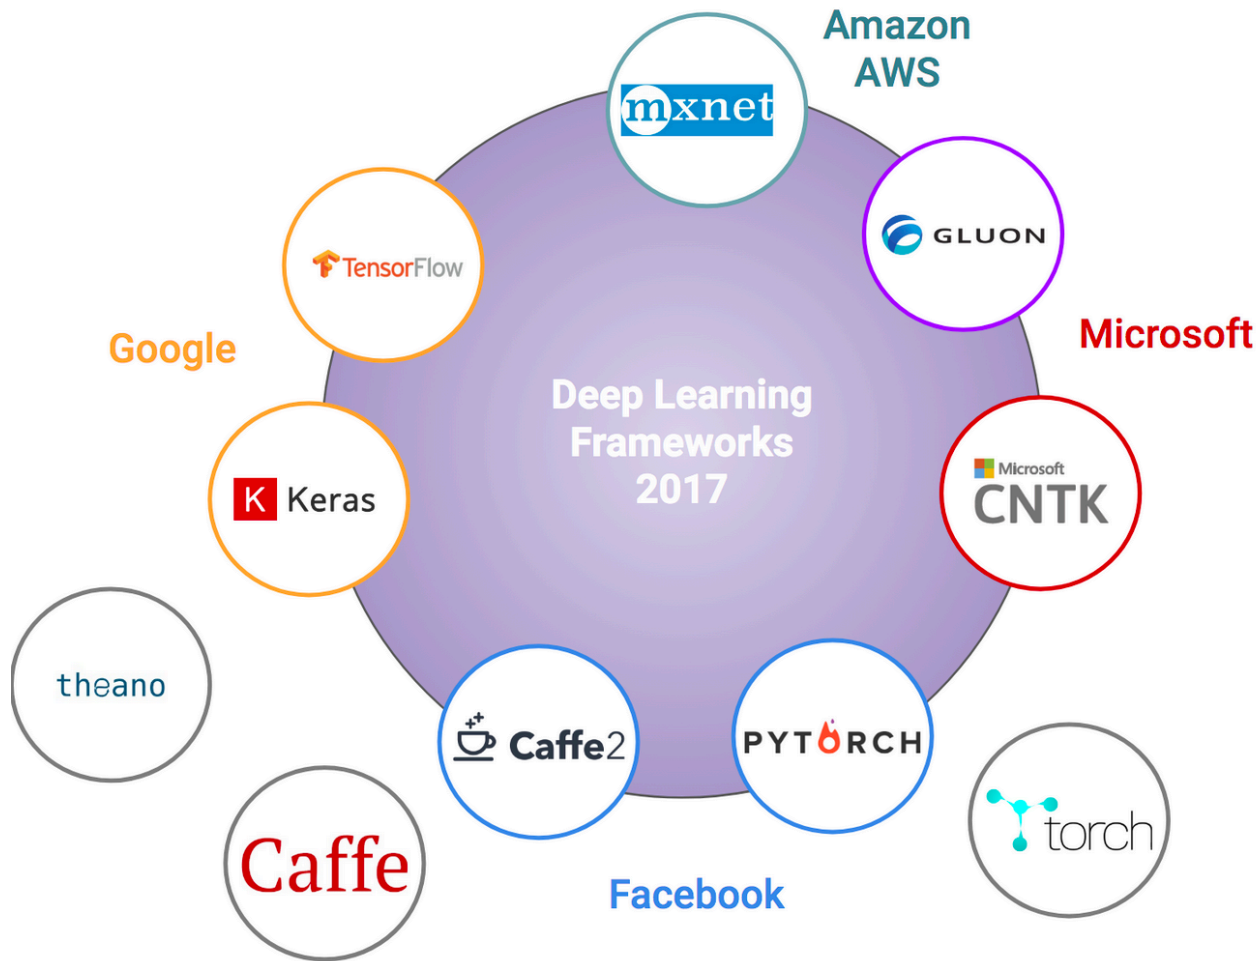 Amazon
AWS
mxnet
GLUON
TensorFlow
Microsoft
Google
Deep Learning
Frameworks
2017
Microsoft
CNTK
K Keras
theano
Caffe2
PYTORCH
torch
Caffe
Facebook